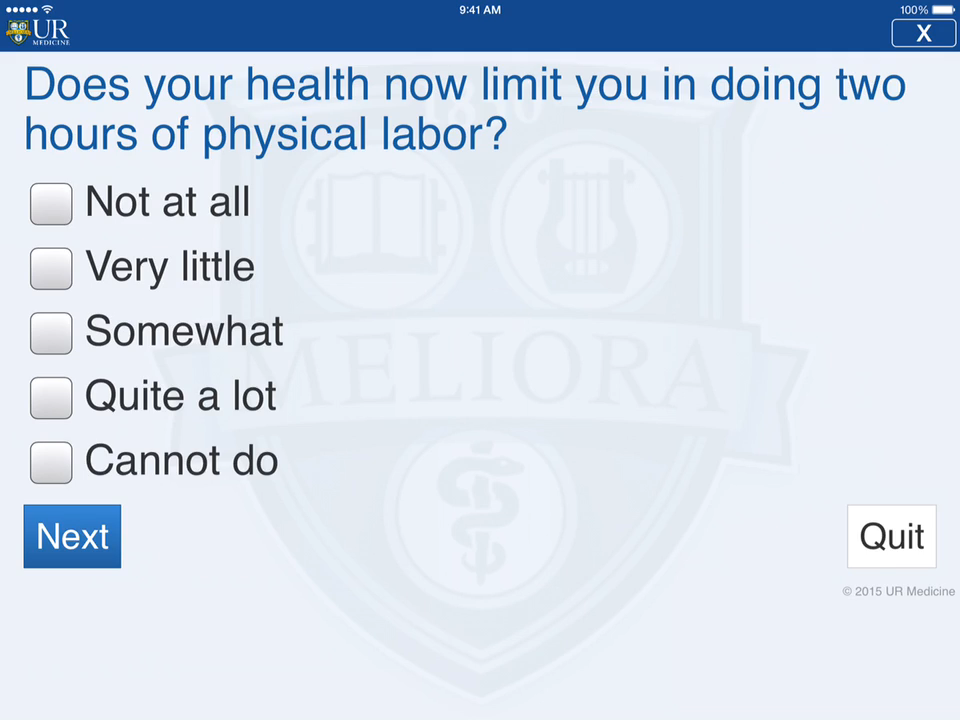 9:41 AM
100%
UR
MEDICINE
X
Does your health now limit you in doing two
hours of physical labor?
Not at all
Very little
Somewhat
Quite a lot
Cannot do
MELIORA
Next
Quit
© 2015 UR Medicine